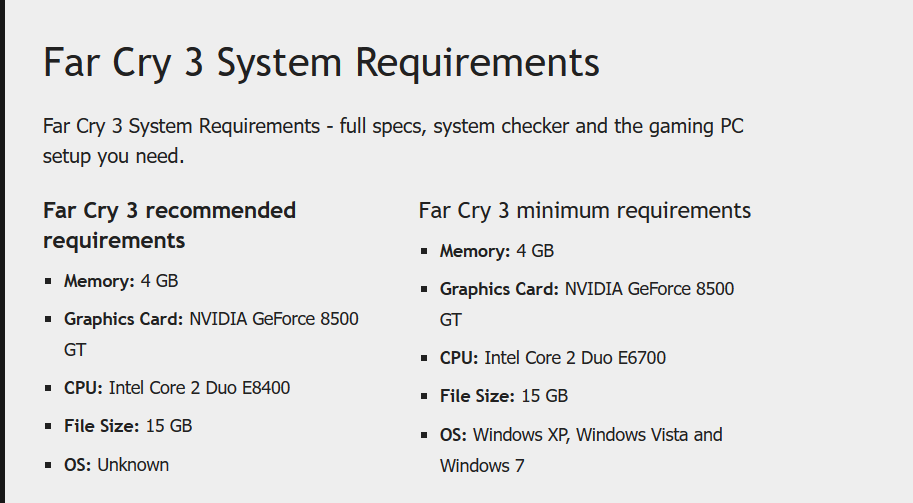 Far Cry 3 System Requirements
Far Cry 3 System Requirements - full specs, system checker and the gaming PC
setup you need.
Far Cry 3 recommended
requirements
Memory: 4 GB
Graphics Card: NVIDIA GeForce 8500
GT
CPU: Intel Core 2 Duo E8400
File Size: 15 GB
OS: Unknown
Far Cry 3 minimum requirements
Memory: 4 GB
Graphics Card: NVIDIA GeForce 8500
GT
CPU: Intel Core 2 Duo E6700
File Size: 15 GB
OS: Windows XP, Windows Vista and
Windows 7